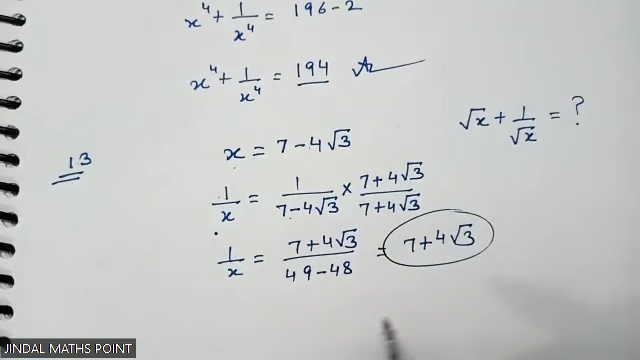 x⁴ + 1/x⁴ = 196 - 2
x⁴ + 1/x⁴ = 194
√x + 1/√x = ?
13
x = 7 - 4√3
1/x = 1/(7-4√3) × (7+4√3)/(7+4√3)
1/x = (7+4√3)/(49-48) = 7+4√3
JINDAL MATHS POINT